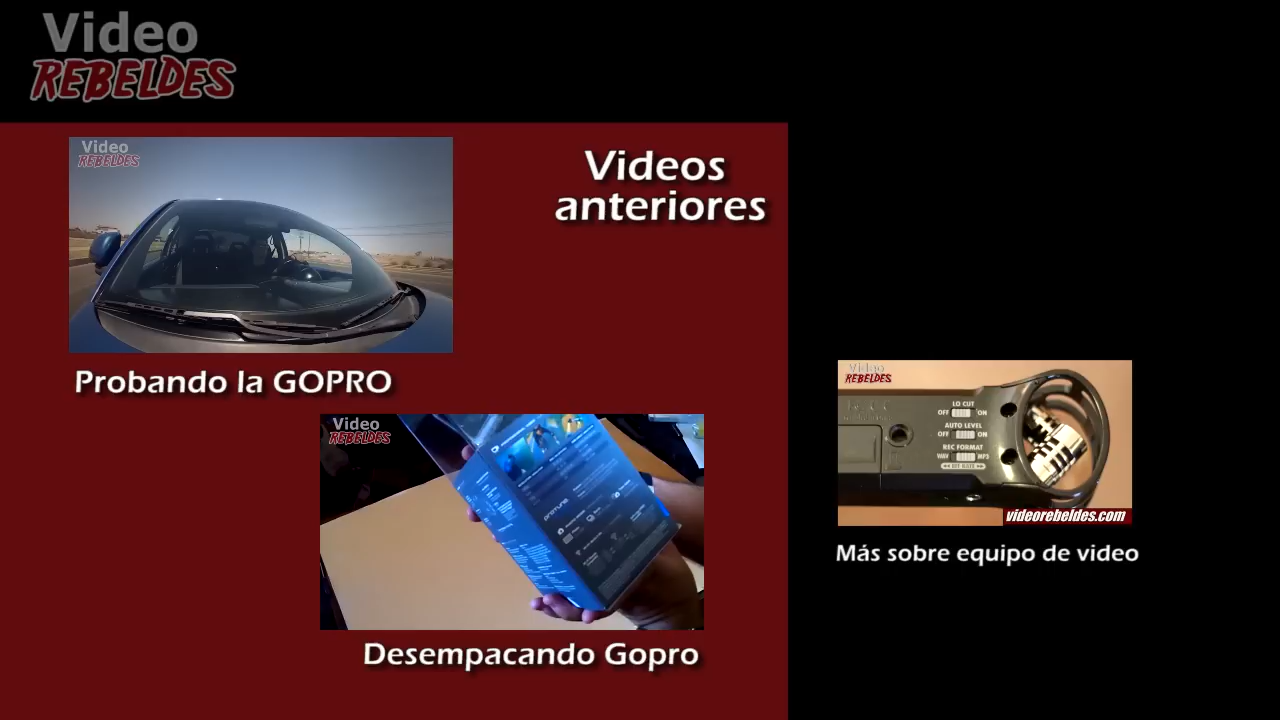 Video
REBELDES
Video
REBELDES
Videos
anteriores
Probando la GOPRO
Video
REBELDES
PROTUNE
Desempacando Gopro
Video
REBELDES
LO CUT
OFF ON
AUTO LEVEL
OFF ON
REC FORMAT
WAV MP3
videorebeldes.com
Más sobre equipo de video